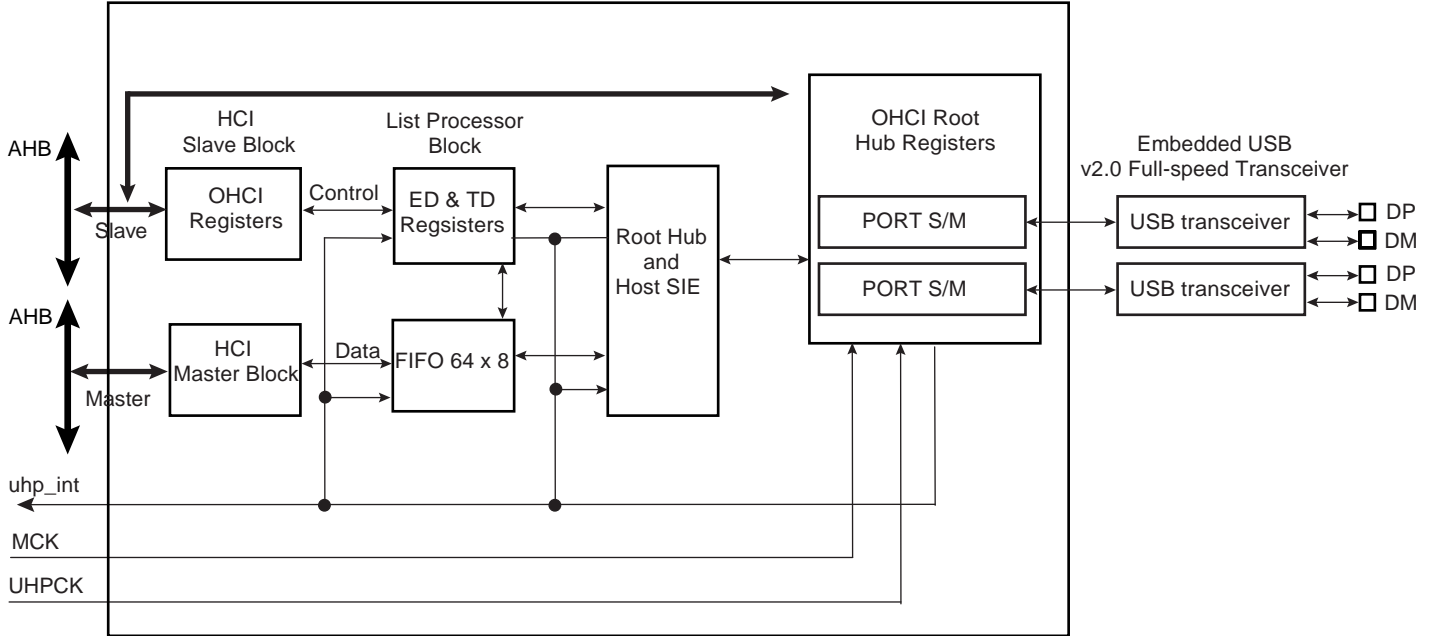 AHB
HCI
Slave Block
List Processor
Block
OHCI Root
Hub Registers
Embedded USB
v2.0 Full-speed Transceiver
OHCI
Registers
Control
ED & TD
Regsisters
Slave
Root Hub
and
Host SIE
PORT S/M
USB transceiver
DP
DM
PORT S/M
USB transceiver
DP
DM
AHB
HCI
Master Block
Data
FIFO 64 x 8
Master
uhp_int
MCK
UHPCK